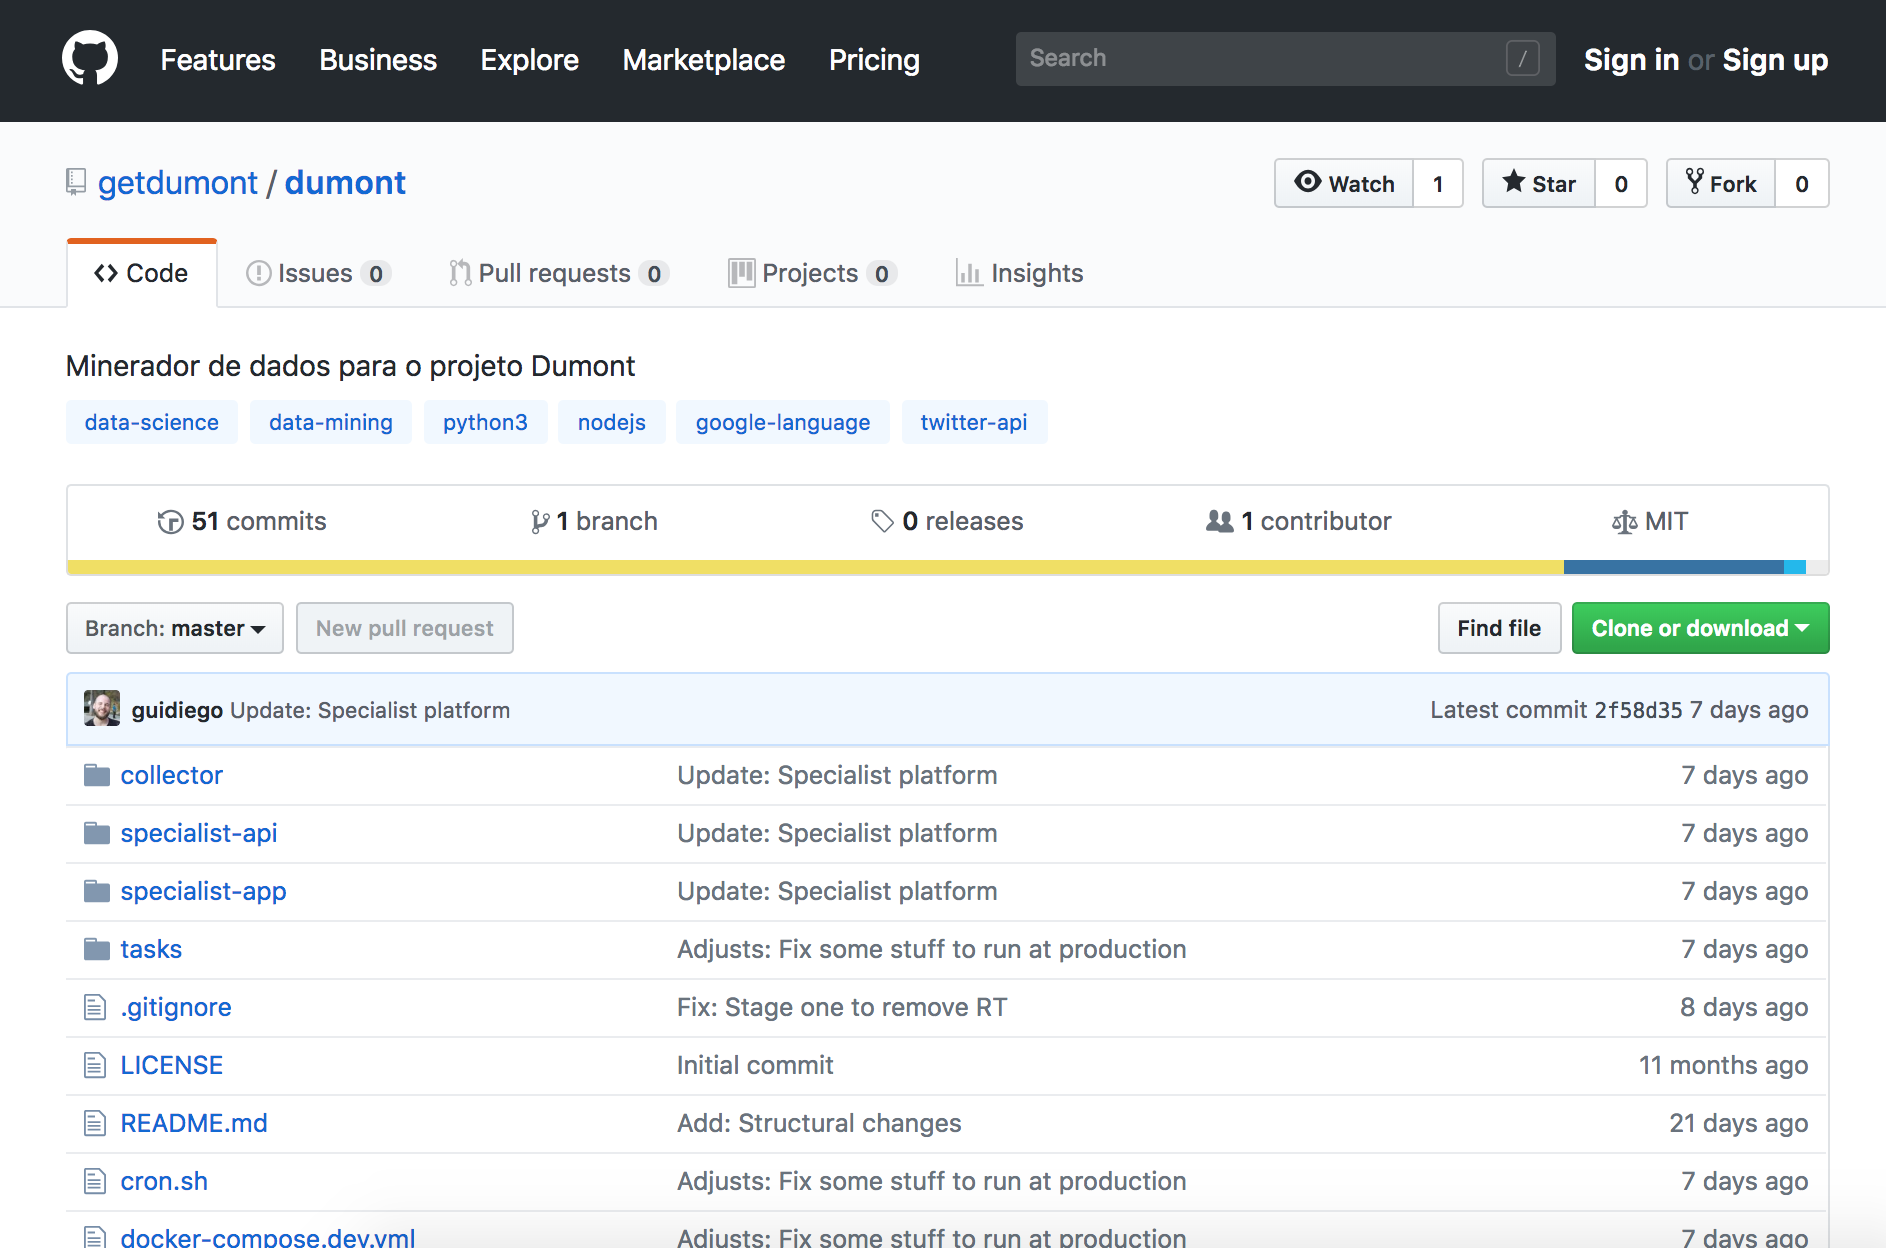 Features Business Explore Marketplace Pricing Search / Sign in or Sign up
getdumont / dumont Watch 1 Star 0 Fork 0
Code Issues 0 Pull requests 0 Projects 0 Insights
Minerador de dados para o projeto Dumont
data-science data-mining python3 nodejs google-language twitter-api
51 commits 1 branch 0 releases 1 contributor MIT
Branch: master New pull request Find file Clone or download
guidiego Update: Specialist platform Latest commit 2f58d35 7 days ago
collector Update: Specialist platform 7 days ago
specialist-api Update: Specialist platform 7 days ago
specialist-app Update: Specialist platform 7 days ago
tasks Adjusts: Fix some stuff to run at production 7 days ago
.gitignore Fix: Stage one to remove RT 8 days ago
LICENSE Initial commit 11 months ago
README.md Add: Structural changes 21 days ago
cron.sh Adjusts: Fix some stuff to run at production 7 days ago
docker-compose.dev.yml Adjusts: Fix some stuff to run at production 7 days ago